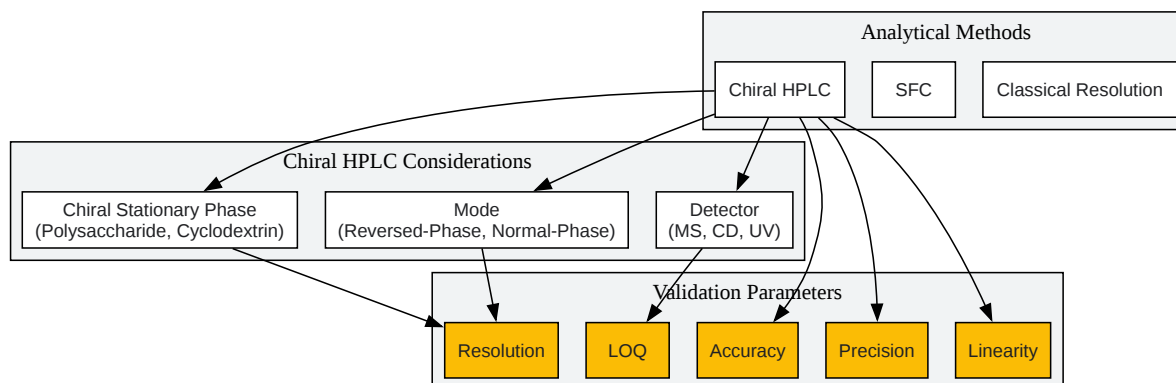 Analytical Methods
Chiral HPLC
SFC
Classical Resolution
Chiral HPLC Considerations
Chiral Stationary Phase
(Polysaccharide, Cyclodextrin)
Mode
(Reversed-Phase, Normal-Phase)
Detector
(MS, CD, UV)
Validation Parameters
Resolution
LOQ
Accuracy
Precision
Linearity